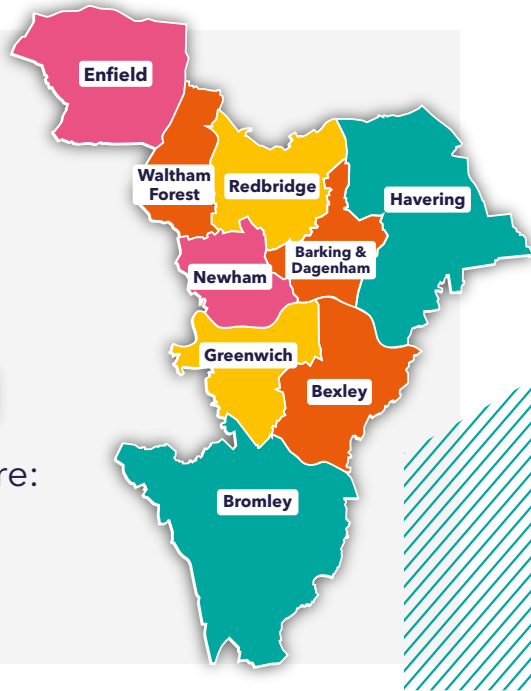 Enfield
Waltham
Forest
Redbridge
Havering
Barking &
Dagenham
Newham
Greenwich
Bexley
re:
Bromley